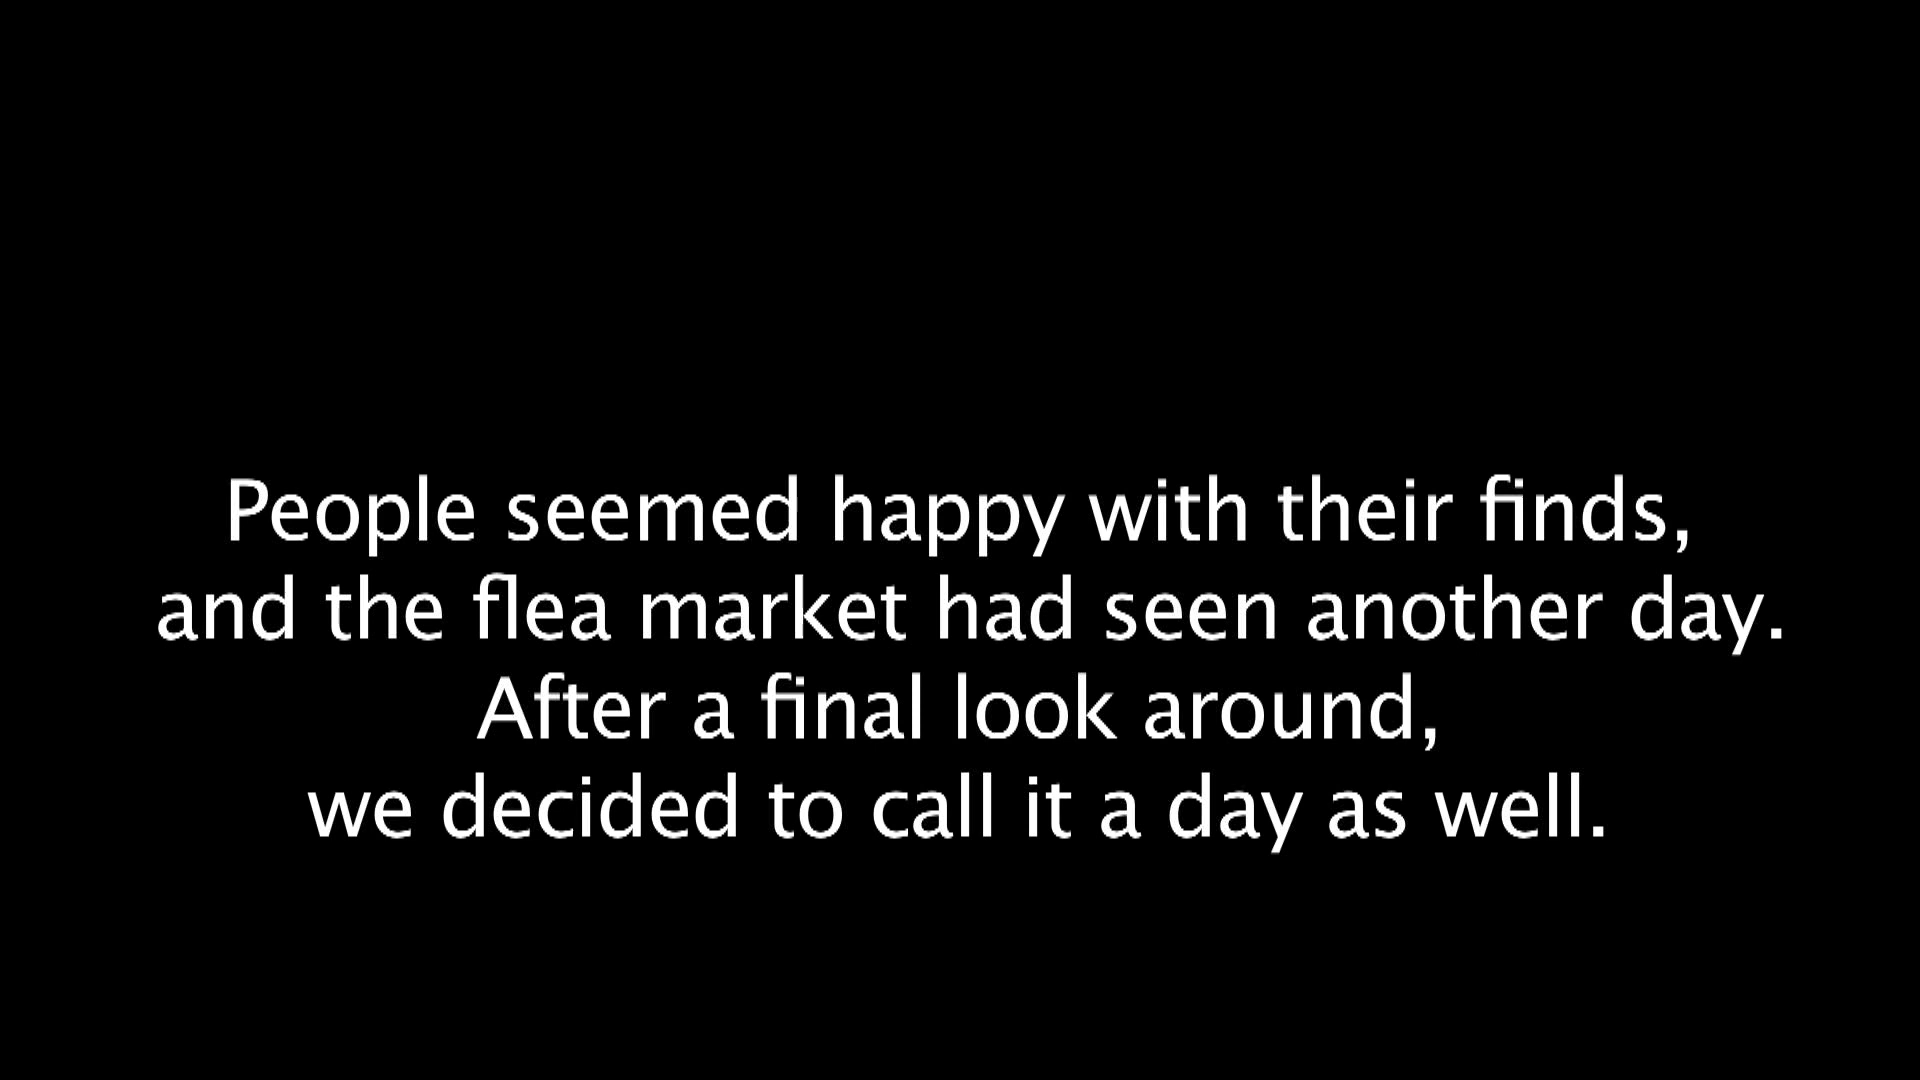 People seemed happy with their finds,
and the flea market had seen another day.
After a final look around,
we decided to call it a day as well.